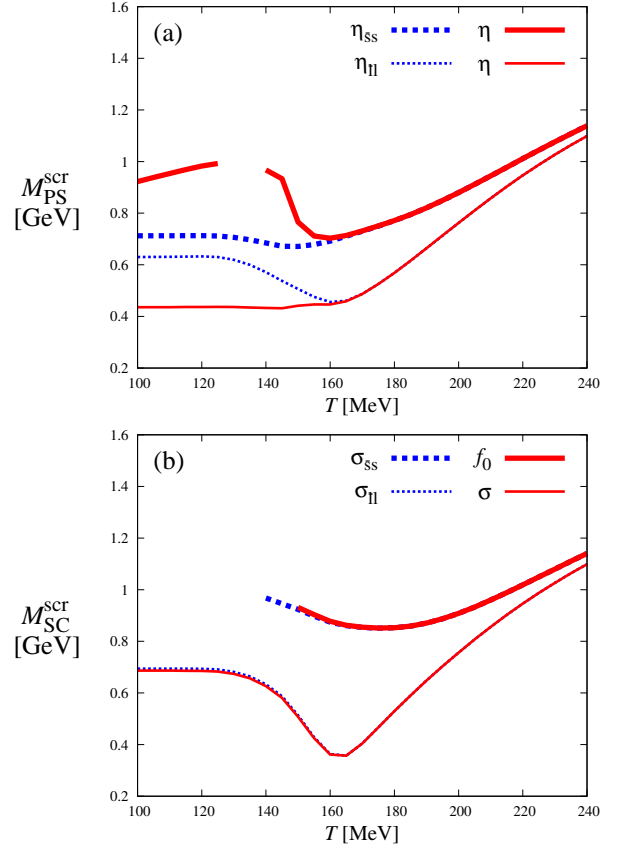 1.6
(a) η_s̄s η
1.4 η_l̄l η
1.2
1
0.8
0.6
0.4
0.2
M_PS^scr
[GeV]
100 120 140 160 180 200 220 240
T [MeV]
1.6
(b) σ_s̄s f₀
1.4 σ_l̄l σ
1.2
1
0.8
0.6
0.4
0.2
M_SC^scr
[GeV]
100 120 140 160 180 200 220 240
T [MeV]